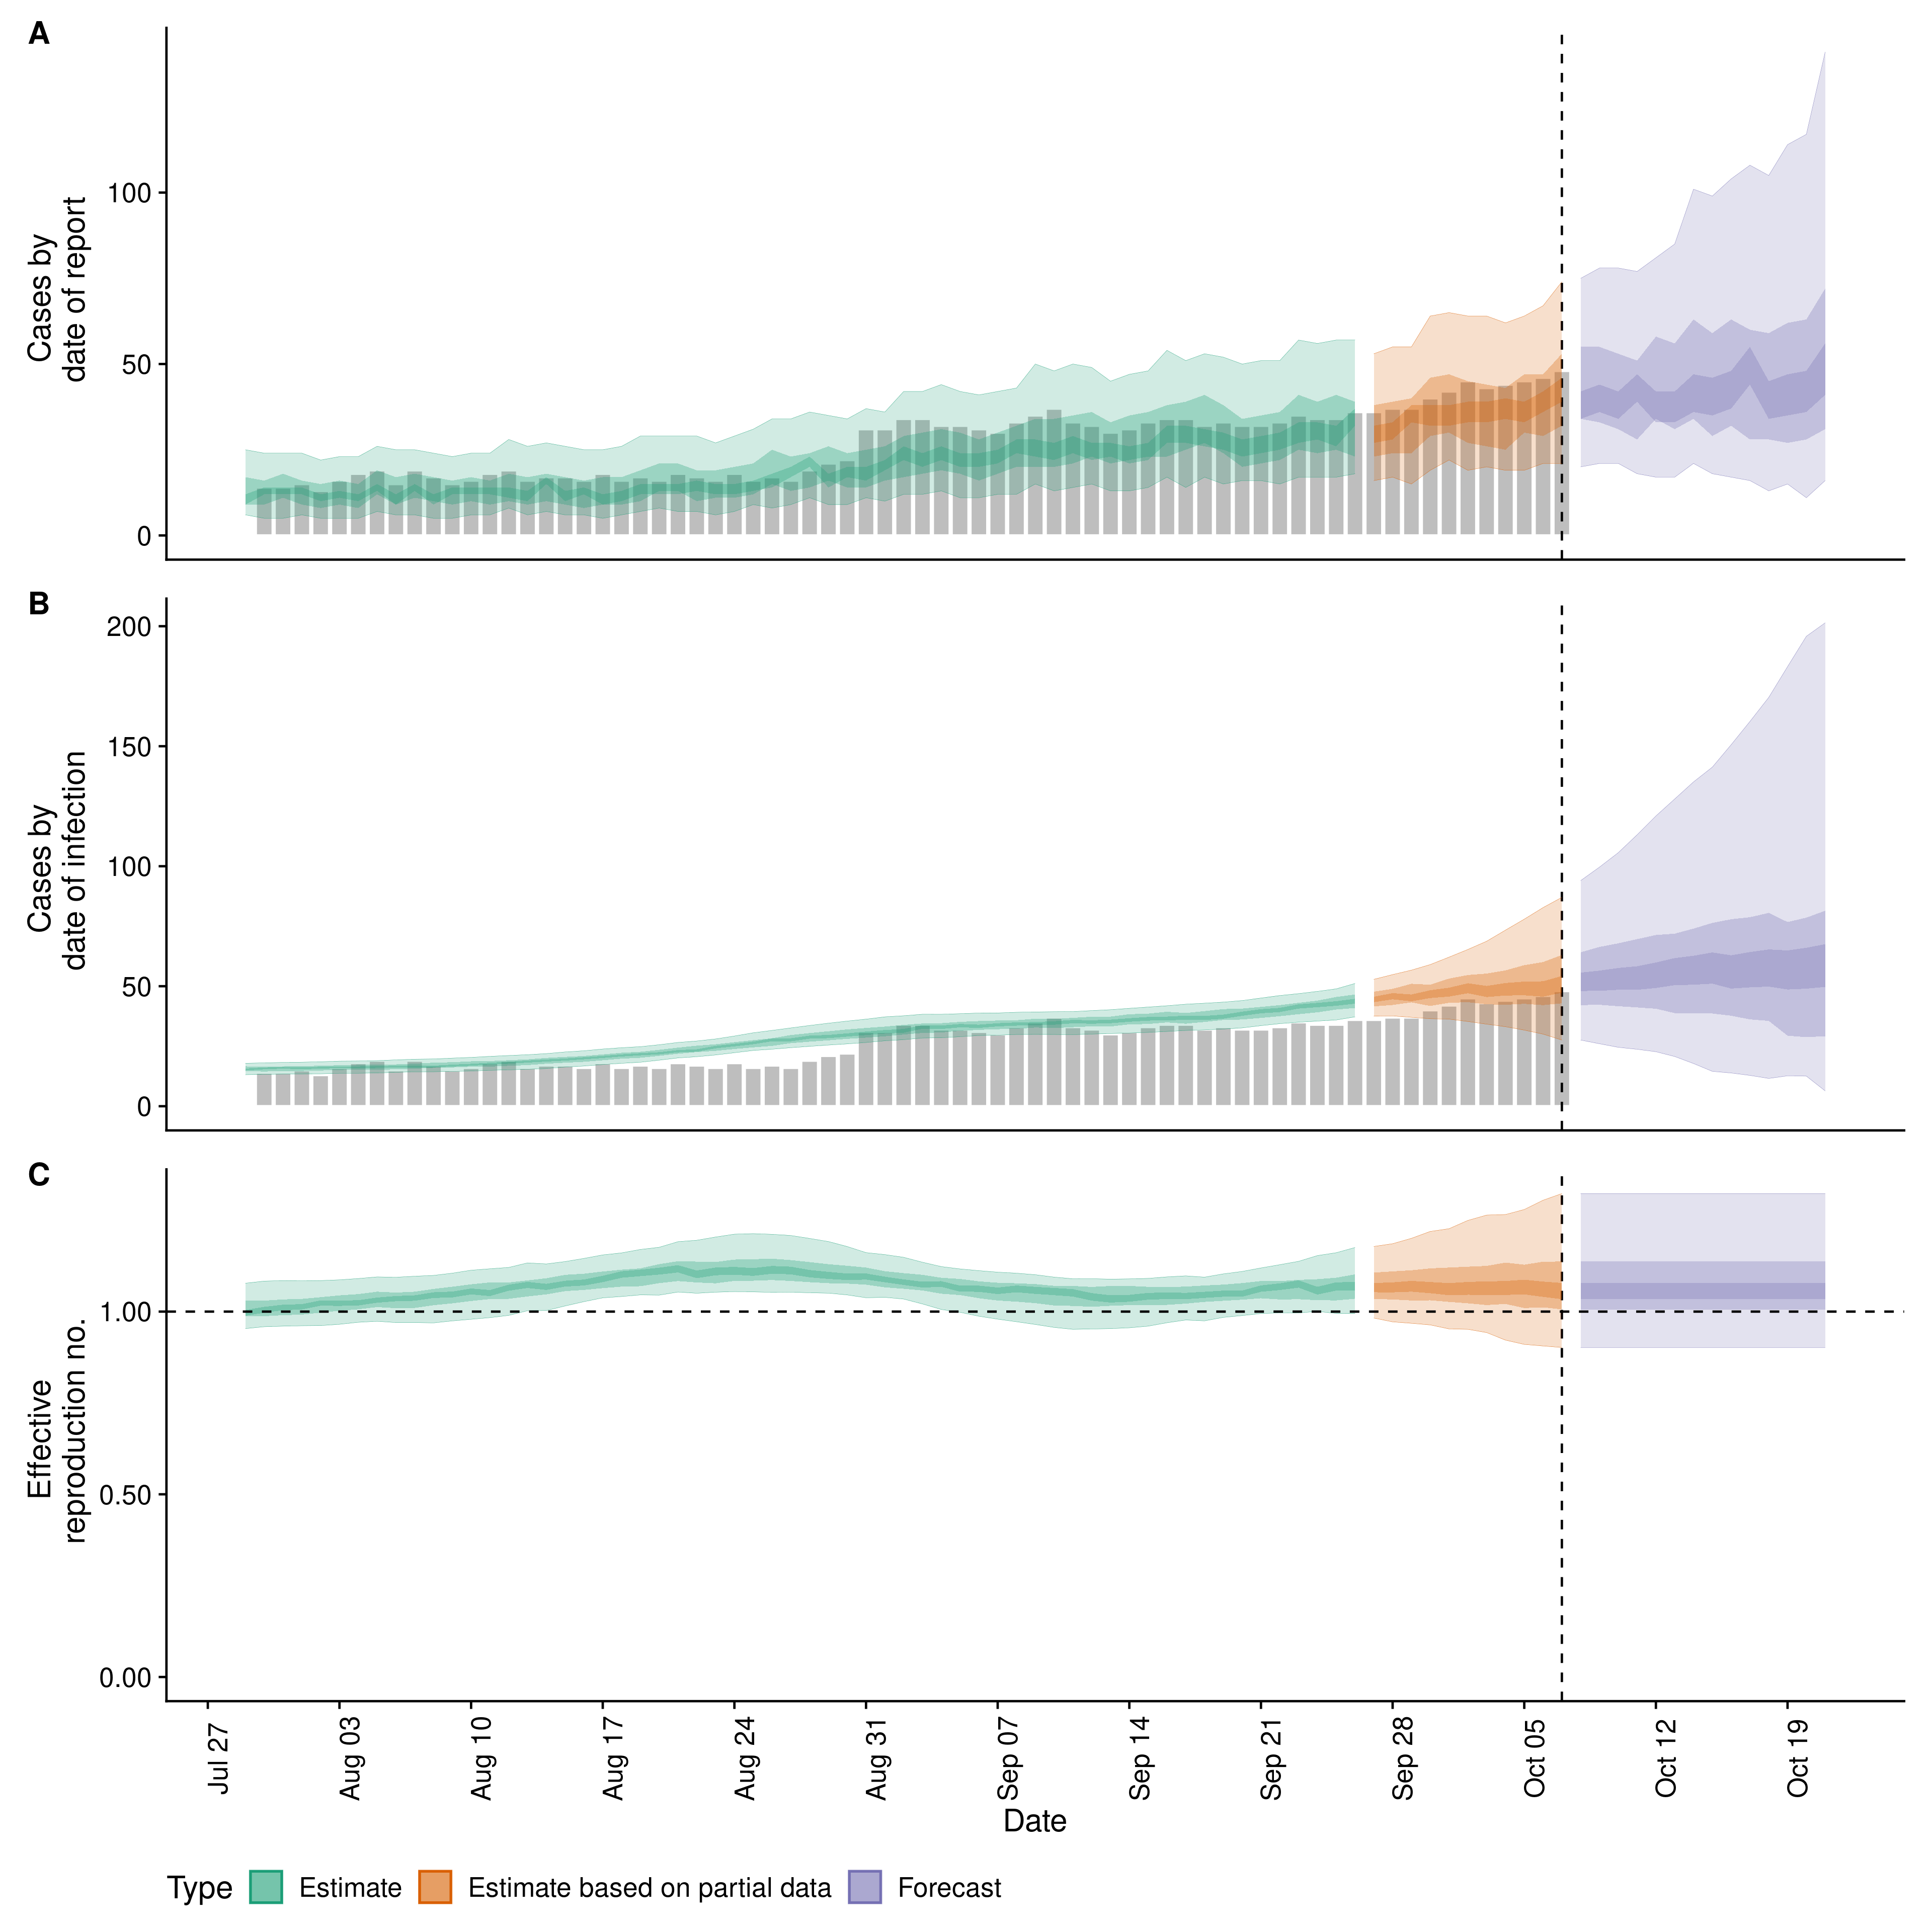 A
Cases by
date of report
100
50
0
B
Cases by
date of infection
200
150
100
50
0
C
Effective
reproduction no.
1.00
0.50
0.00
Jul 27
Aug 03
Aug 10
Aug 17
Aug 24
Aug 31
Sep 07
Sep 14
Sep 21
Sep 28
Oct 05
Oct 12
Oct 19
Date
Type Estimate Estimate based on partial data Forecast